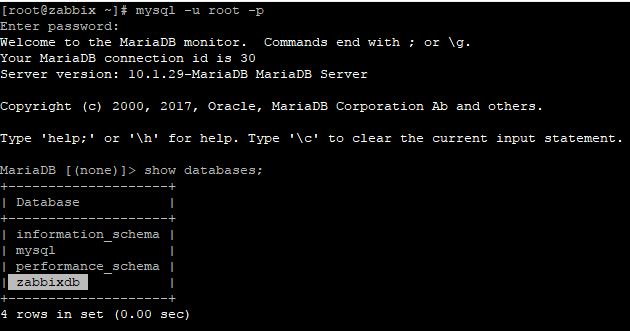 [root@zabbix ~]# mysql -u root -p
Enter password:
Welcome to the MariaDB monitor.  Commands end with ; or \g.
Your MariaDB connection id is 30
Server version: 10.1.29-MariaDB MariaDB Server

Copyright (c) 2000, 2017, Oracle, MariaDB Corporation Ab and others.

Type 'help;' or '\h' for help. Type '\c' to clear the current input statement.

MariaDB [(none)]> show databases;
+--------------------+
| Database           |
+--------------------+
| information_schema |
| mysql              |
| performance_schema |
| zabbixdb           |
+--------------------+
4 rows in set (0.00 sec)